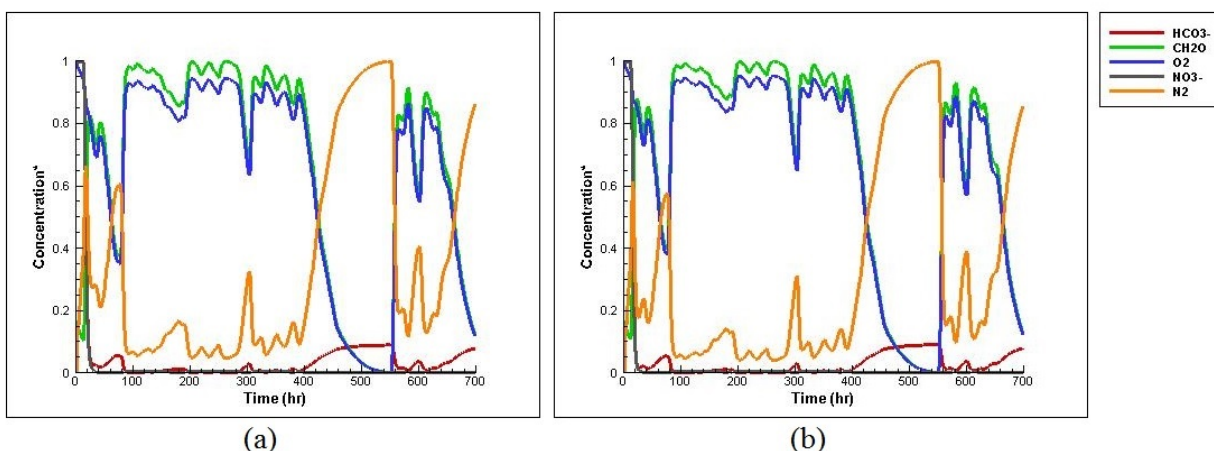 1
0.8
0.6
0.4
0.2
0
Concentration*
0 100 200 300 400 500 600 700
Time (hr)
(a)
1
0.8
0.6
0.4
0.2
0
Concentration*
0 100 200 300 400 500 600 700
Time (hr)
(b)
HCO3-
CH2O
O2
NO3-
N2